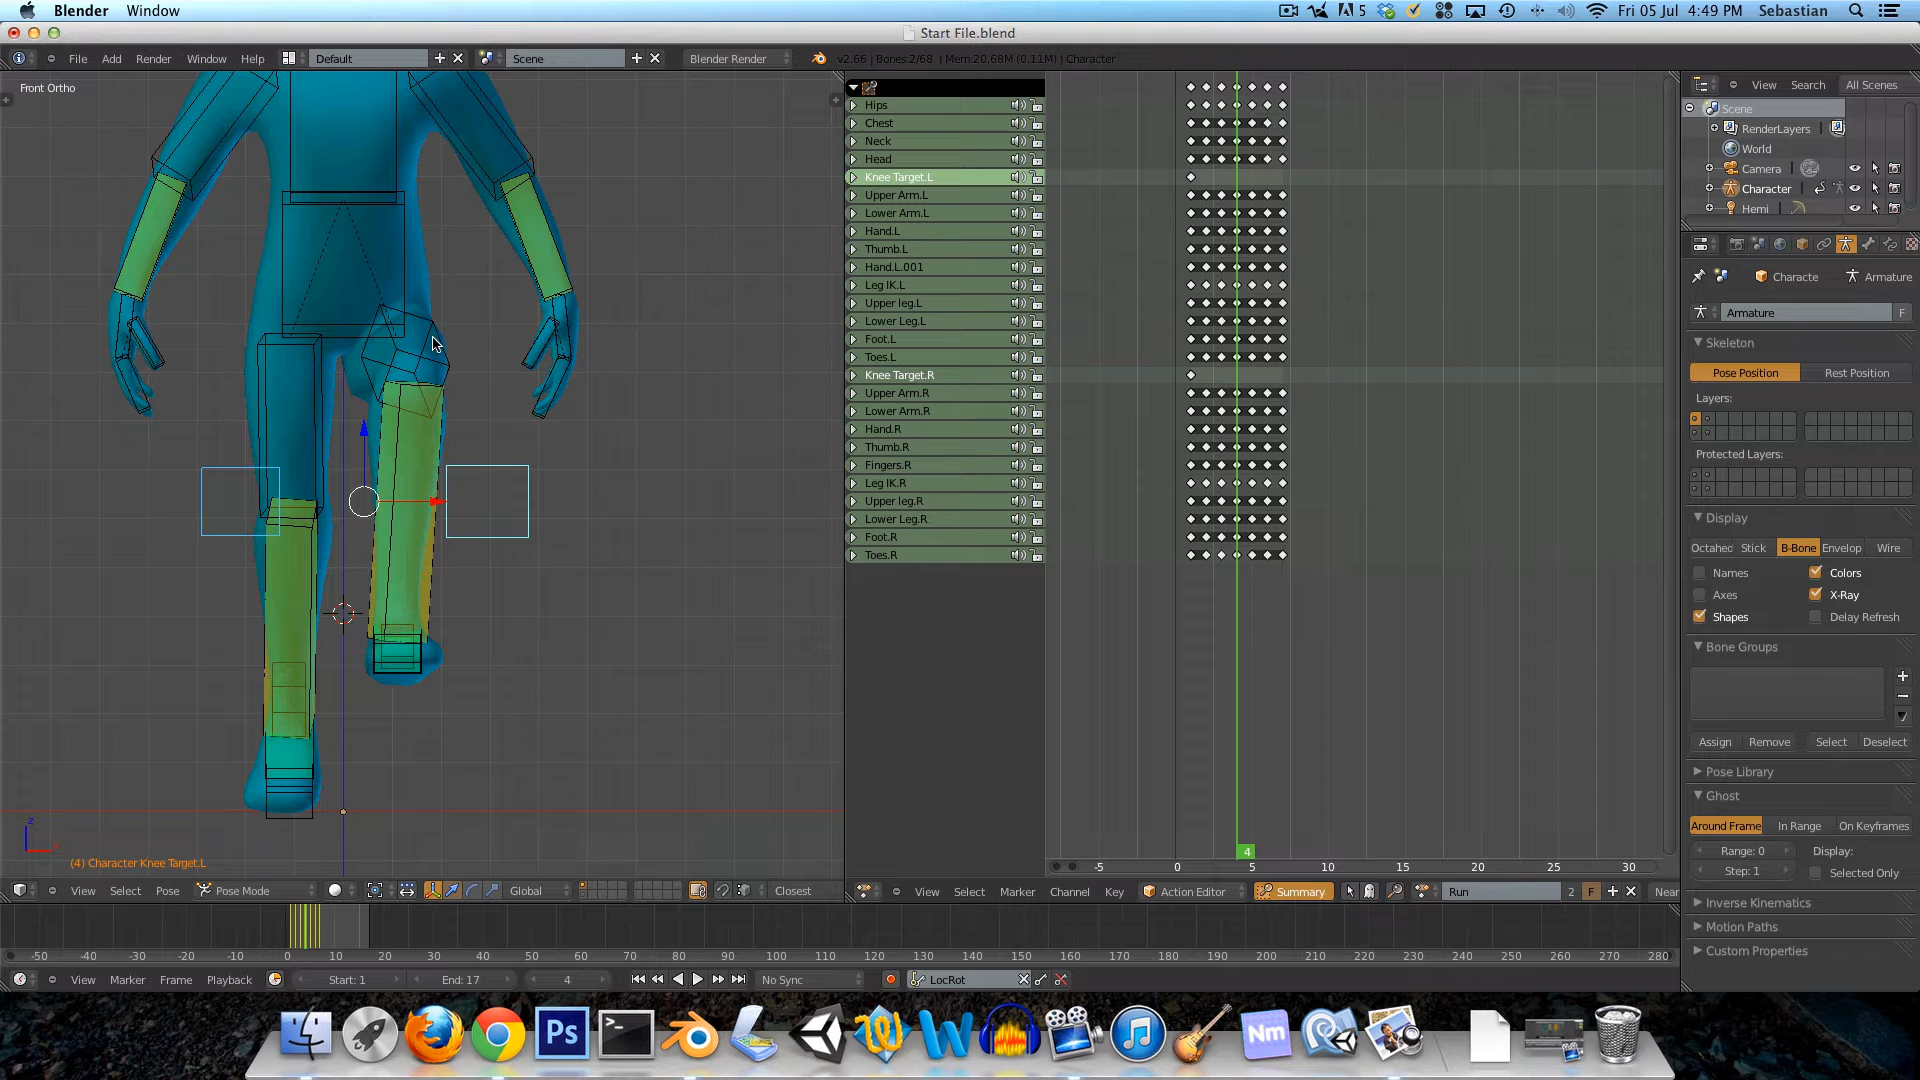 Blender Window
5 Fri 05 Jul 4:49 PM Sebastian
Start File.blend
File Add Render Window Help Default Scene Blender Render v2.66 | Bones:2/68 | Mem:20.68M (0.11M) | Character
Front Ortho
Hips
Chest
Neck
Head
Knee Target.L
Upper Arm.L
Lower Arm.L
Hand.L
Thumb.L
Hand.L.001
Leg IK.L
Upper leg.L
Lower Leg.L
Foot.L
Toes.L
Knee Target.R
Upper Arm.R
Lower Arm.R
Hand.R
Thumb.R
Fingers.R
Leg IK.R
Upper leg.R
Lower Leg.R
Foot.R
Toes.R
4
-5 0 5 10 15 20 25 30
View Search All Scenes
Scene
RenderLayers
World
Camera
Character
Hemi
Characte Armature
Armature F
Skeleton
Pose Position Rest Position
Layers:
Protected Layers:
Display
Octahed Stick B-Bone Envelop Wire
Names Colors
Axes X-Ray
Shapes Delay Refresh
Bone Groups
Assign Remove Select Deselect
Pose Library
Ghost
Around Frame In Range On Keyframes
Range: 0 Display:
Step: 1 Selected Only
Inverse Kinematics
Motion Paths
Custom Properties
z
(4) Character Knee Target.L
View Select Pose Pose Mode Global Closest
View Select Marker Channel Key Action Editor Summary Run 2 F Near
-50 -40 -30 -20 -10 0 10 20 30 40 50 60 70 80 90 100 110 120 130 140 150 160 170 180 190 200 210 220 230 240 250 260 270 280
View Marker Frame Playback Start: 1 End: 17 4 No Sync LocRot
Ps W Nm